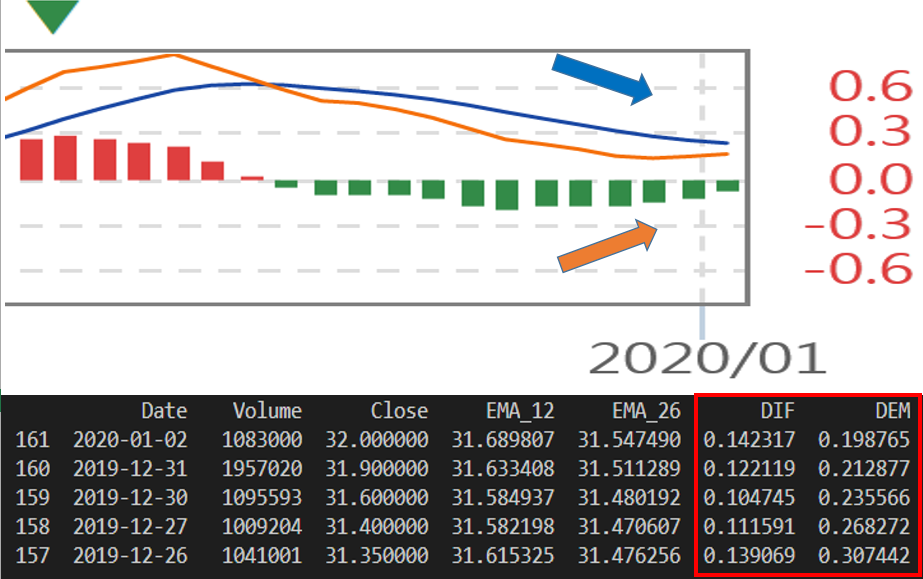 0.6
0.3
0.0
-0.3
-0.6
2020/01
Date Volume Close EMA_12 EMA_26 DIF DEM
161 2020-01-02 1083000 32.000000 31.689807 31.547490 0.142317 0.198765
160 2019-12-31 1957020 31.900000 31.633408 31.511289 0.122119 0.212877
159 2019-12-30 1095593 31.600000 31.584937 31.480192 0.104745 0.235566
158 2019-12-27 1009204 31.400000 31.582198 31.470607 0.111591 0.268272
157 2019-12-26 1041001 31.350000 31.615325 31.476256 0.139069 0.307442